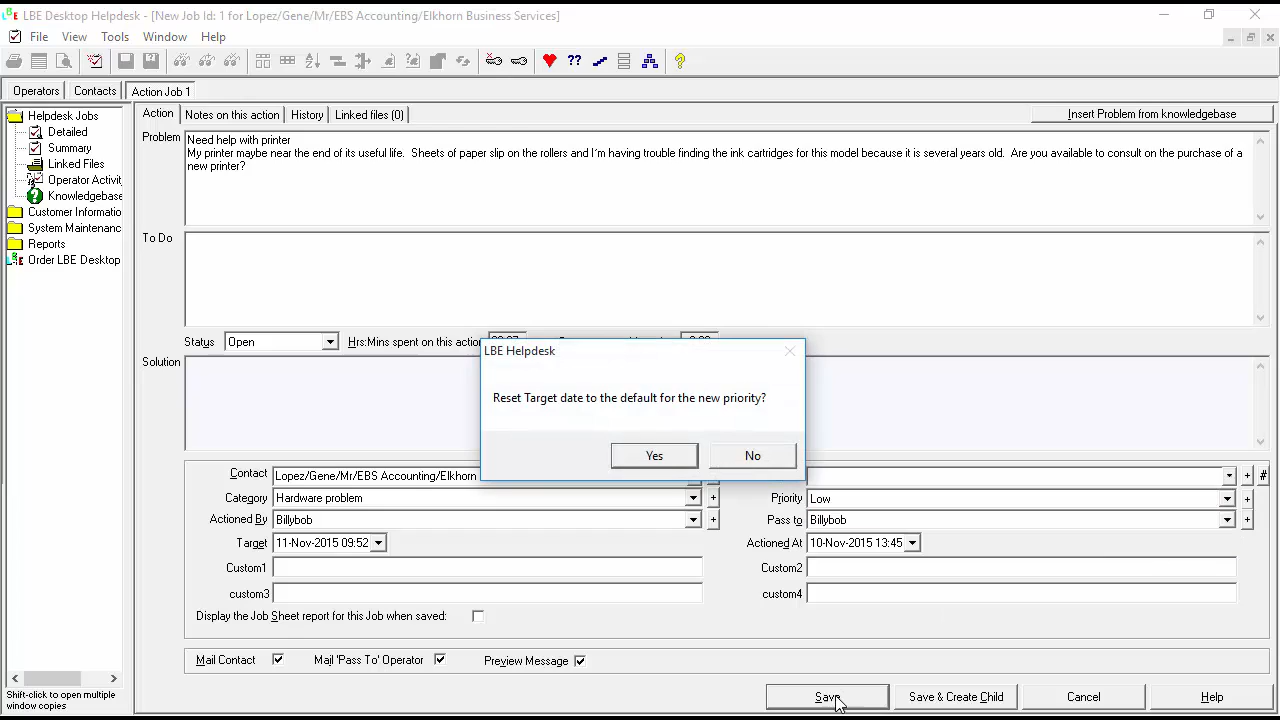 LBE Desktop Helpdesk - [New Job Id: 1 for Lopez/Gene/Mr/EBS Accounting/Elkhorn Business Services]
File View Tools Window Help
Operators Contacts Action Job 1
Helpdesk Jobs
Detailed
Summary
Linked Files
Operator Activit
Knowledgebase
Customer Informatio
System Maintenanc
Reports
Order LBE Desktop
Shift-click to open multiple
window copies
Action Notes on this action History Linked files (0) Insert Problem from knowledgebase
Problem
Need help with printer
My printer maybe near the end of its useful life. Sheets of paper slip on the rollers and I´m having trouble finding the ink cartridges for this model because it is several years old. Are you available to consult on the purchase of a
new printer?
To Do
Status Open Hrs:Mins spent on this actio
Solution
LBE Helpdesk
Reset Target date to the default for the new priority?
Yes No
Contact Lopez/Gene/Mr/EBS Accounting/Elkhorn + #
Category Hardware problem + Priority Low +
Actioned By Billybob + Pass to Billybob +
Target 11-Nov-2015 09:52 Actioned At 10-Nov-2015 13:45
Custom1 Custom2
custom3 custom4
Display the Job Sheet report for this Job when saved:
Mail Contact Mail 'Pass To' Operator Preview Message
Save Save & Create Child Cancel Help